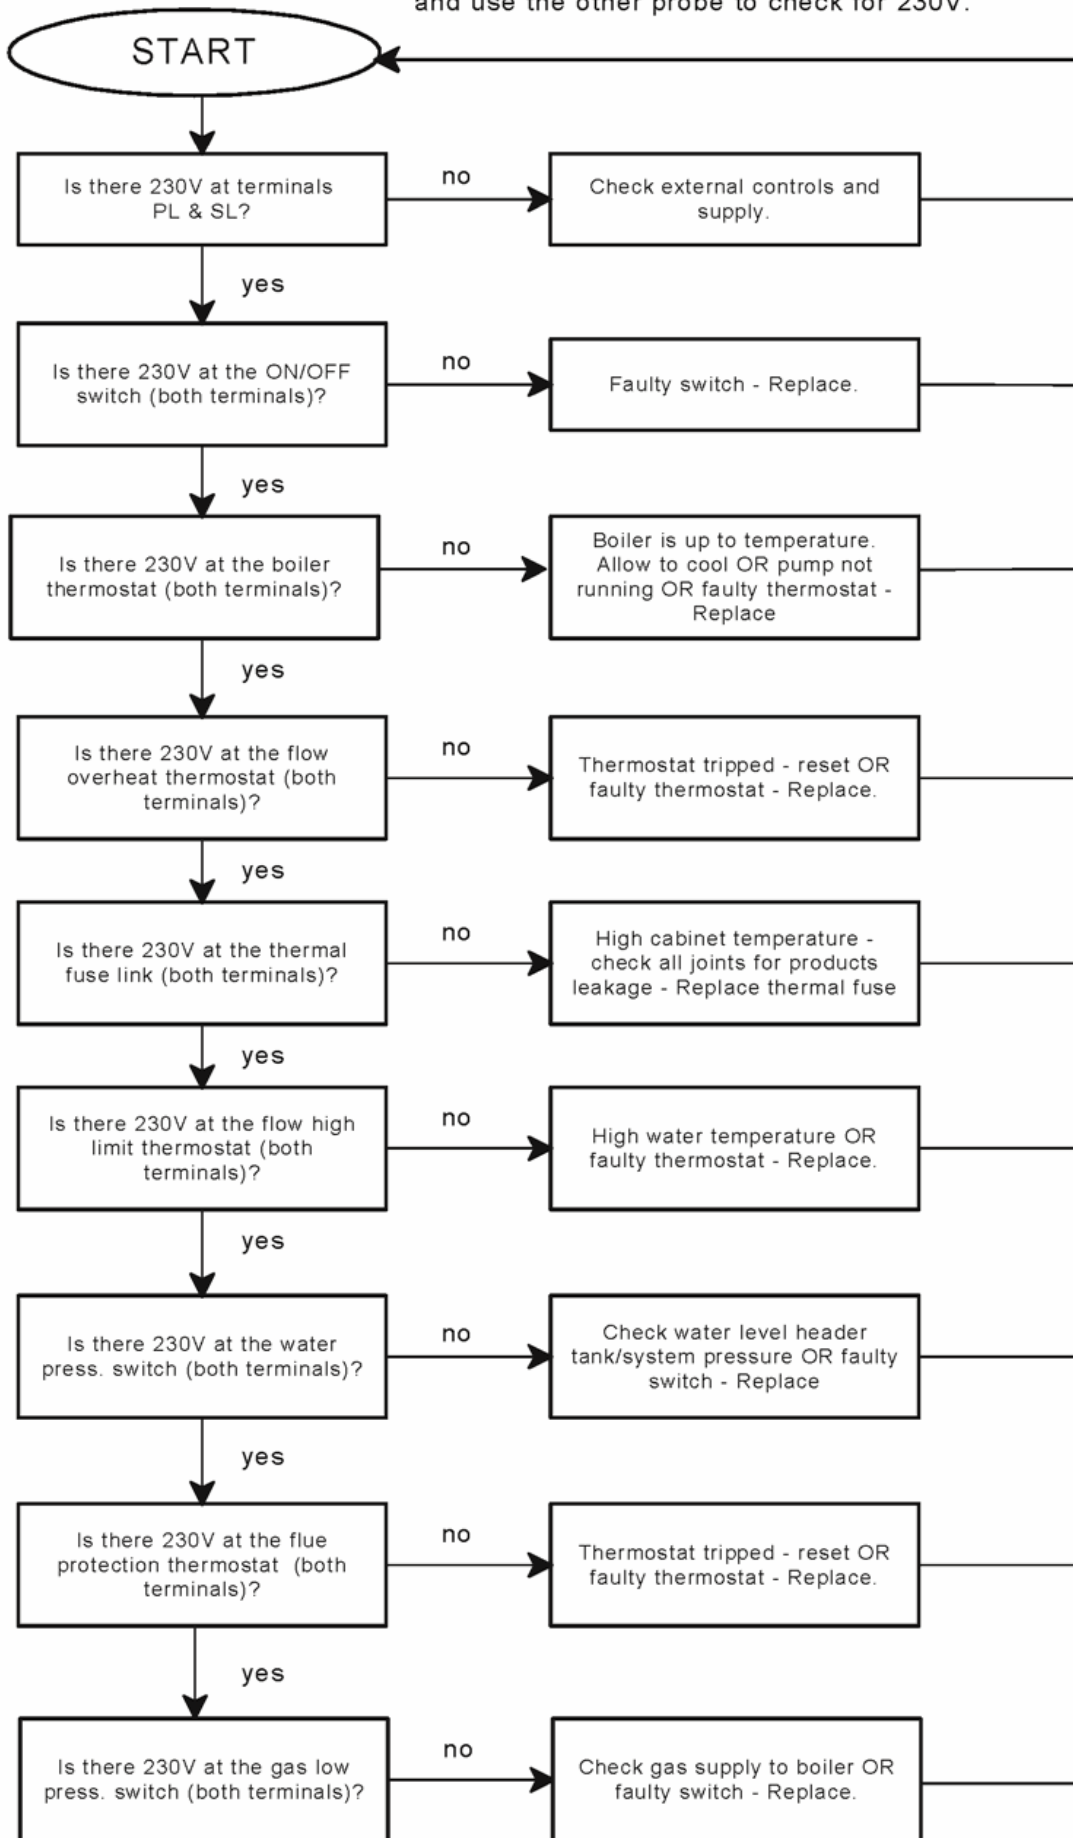 and use the other probe to check for 230V.
START
Is there 230V at terminals
PL & SL?
no
Check external controls and
supply.
yes
Is there 230V at the ON/OFF
switch (both terminals)?
no
Faulty switch - Replace.
yes
Is there 230V at the boiler
thermostat (both terminals)?
no
Boiler is up to temperature.
Allow to cool OR pump not
running OR faulty thermostat -
Replace
yes
Is there 230V at the flow
overheat thermostat (both
terminals)?
no
Thermostat tripped - reset OR
faulty thermostat - Replace.
yes
Is there 230V at the thermal
fuse link (both terminals)?
no
High cabinet temperature -
check all joints for products
leakage - Replace thermal fuse
yes
Is there 230V at the flow high
limit thermostat (both
terminals)?
no
High water temperature OR
faulty thermostat - Replace.
yes
Is there 230V at the water
press. switch (both terminals)?
no
Check water level header
tank/system pressure OR faulty
switch - Replace
yes
Is there 230V at the flue
protection thermostat (both
terminals)?
no
Thermostat tripped - reset OR
faulty thermostat - Replace.
yes
Is there 230V at the gas low
press. switch (both terminals)?
no
Check gas supply to boiler OR
faulty switch - Replace.